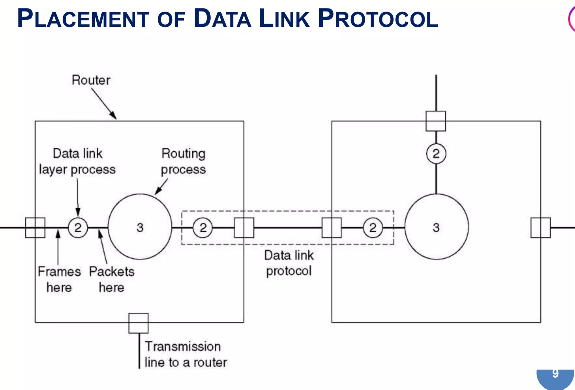 PLACEMENT OF DATA LINK PROTOCOL
Router
Data link
layer process
Routing
process
2
3
2
2
3
2
Frames
here
Packets
here
Data link
protocol
Transmission
line to a router
9